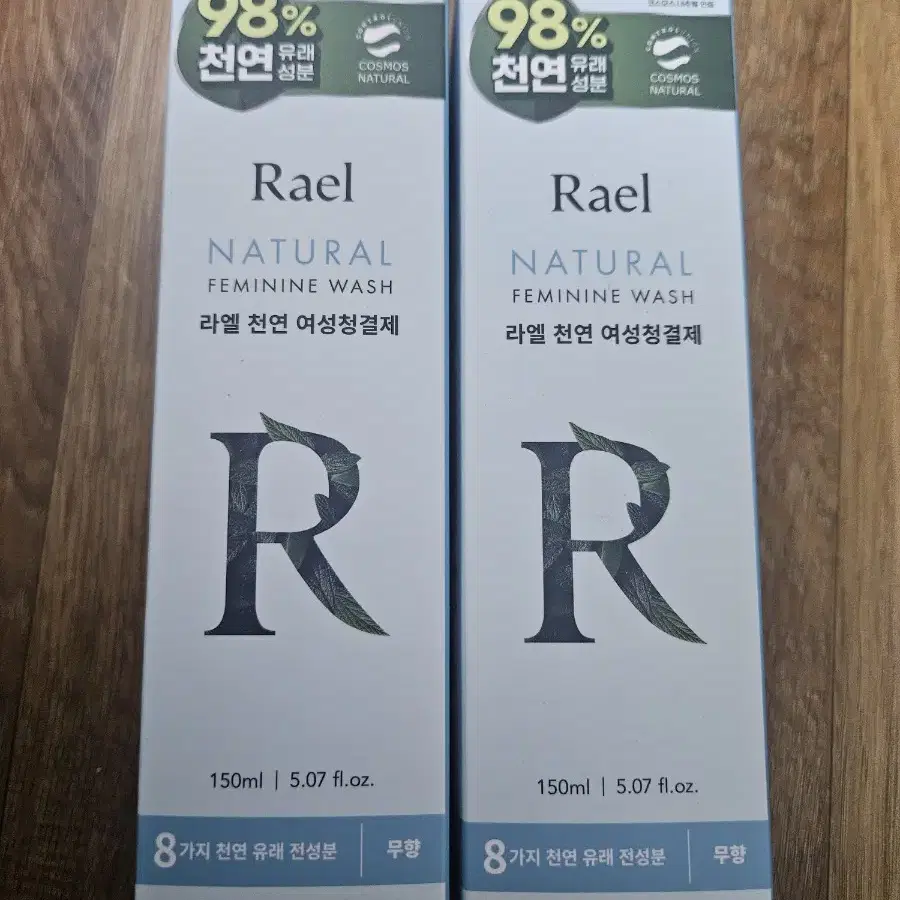 98%
천연 유래
성분
COSMOS
NATURAL
Rael
NATURAL
FEMININE WASH
라엘 천연 여성청결제
150ml | 5.07 fl.oz.
8가지 천연 유래 전성분 | 무향
98%
천연 유래
성분
COSMOS
NATURAL
Rael
NATURAL
FEMININE WASH
라엘 천연 여성청결제
150ml | 5.07 fl.oz.
8가지 천연 유래 전성분 | 무향